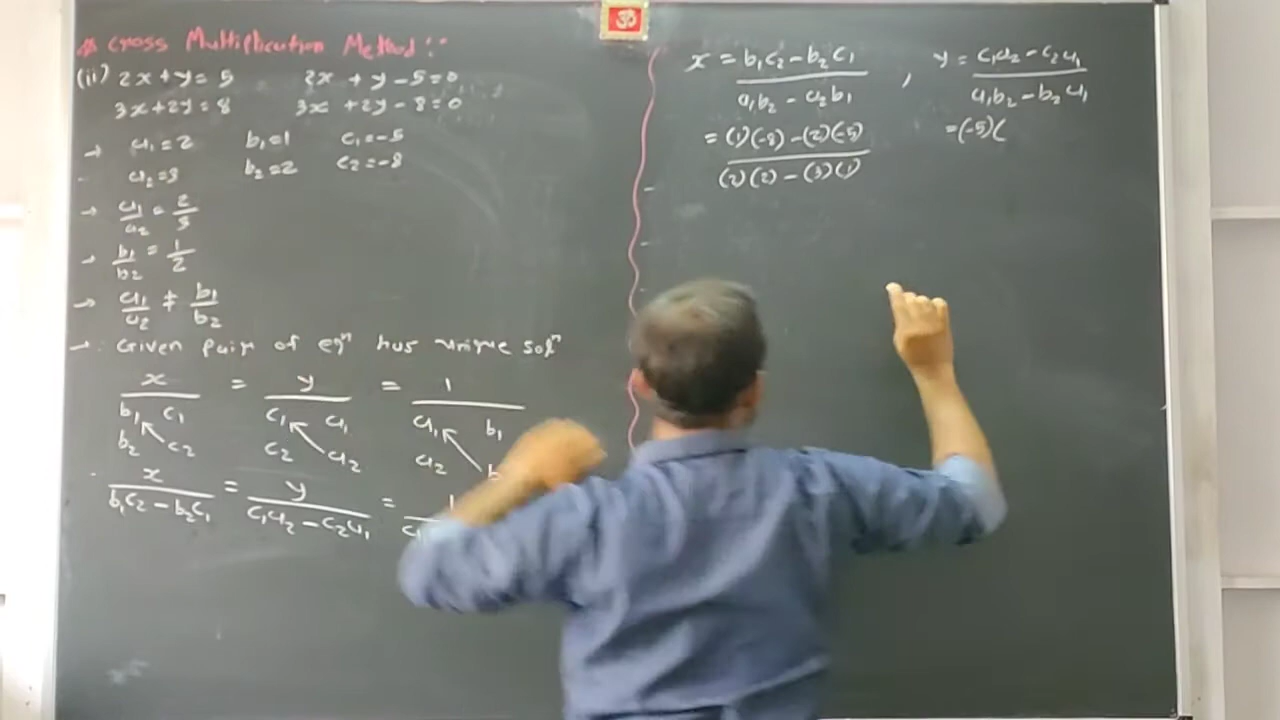 ॐ
* Cross Multiplication Method :-
(ii) 2x+y=5 2x + y-5=0
3x+2y=8 3x +2y-8=0
→ a₁=2 b₁=1 c₁=-5
a₂=3 b₂=2 c₂=-8
→ a₁/a₂ = 2/3
→ b₁/b₂ = 1/2
→ a₁/a₂ ≠ b₁/b₂
→ ∴ Given pair of eqⁿ has unique solⁿ
x = y = 1
b₁ c₁ c₁ a₁ a₁ b₁
b₂ c₂ c₂ a₂ a₂ b
x/(b₁c₂-b₂c₁) = y/(c₁a₂-c₂a₁) = 1
x = (b₁c₂-b₂c₁)/(a₁b₂-a₂b₁) , y = (c₁a₂-c₂a₁)/(a₁b₂-b₂a₁)
= ((1)(-8)-(2)(-5))/((2)(2)-(3)(1)) =(-5)(